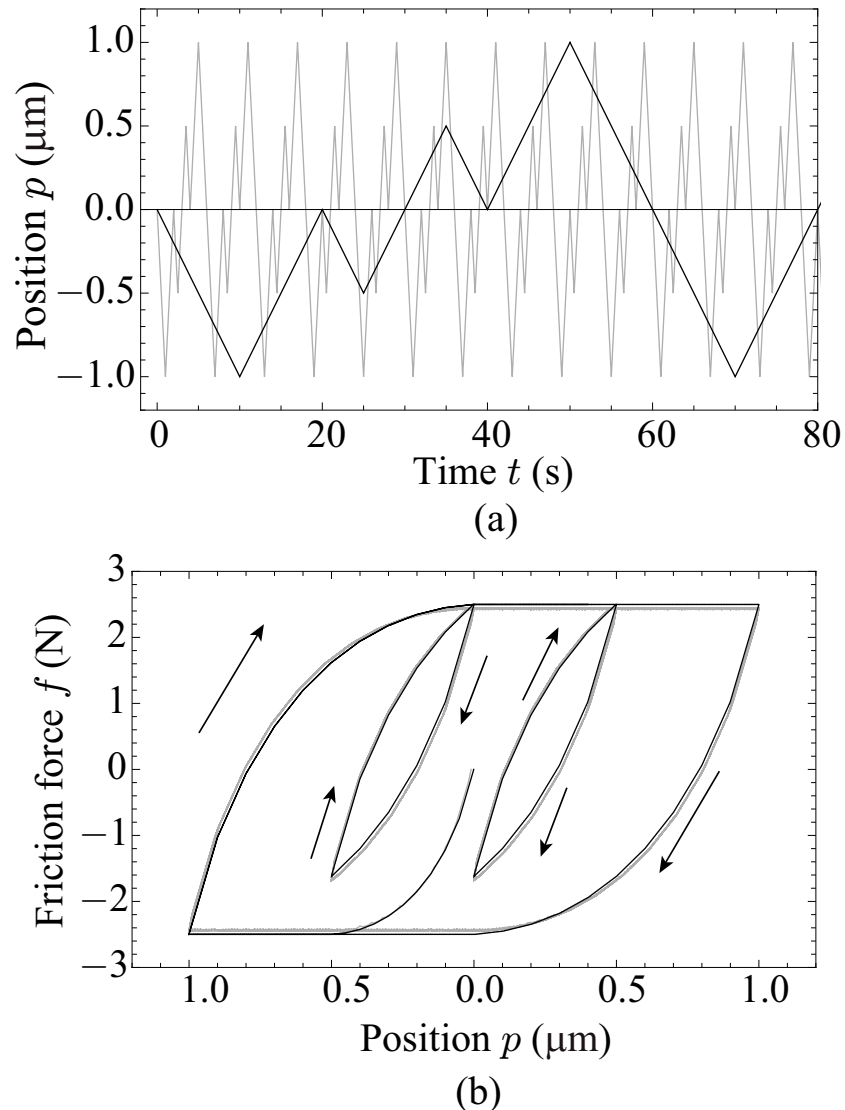 1.0
0.5
0.0
−0.5
−1.0
Position p (μm)
0 20 40 60 80
Time t (s)
(a)
3
2
1
0
−1
−2
−3
Friction force f (N)
1.0 0.5 0.0 0.5 1.0
Position p (μm)
(b)